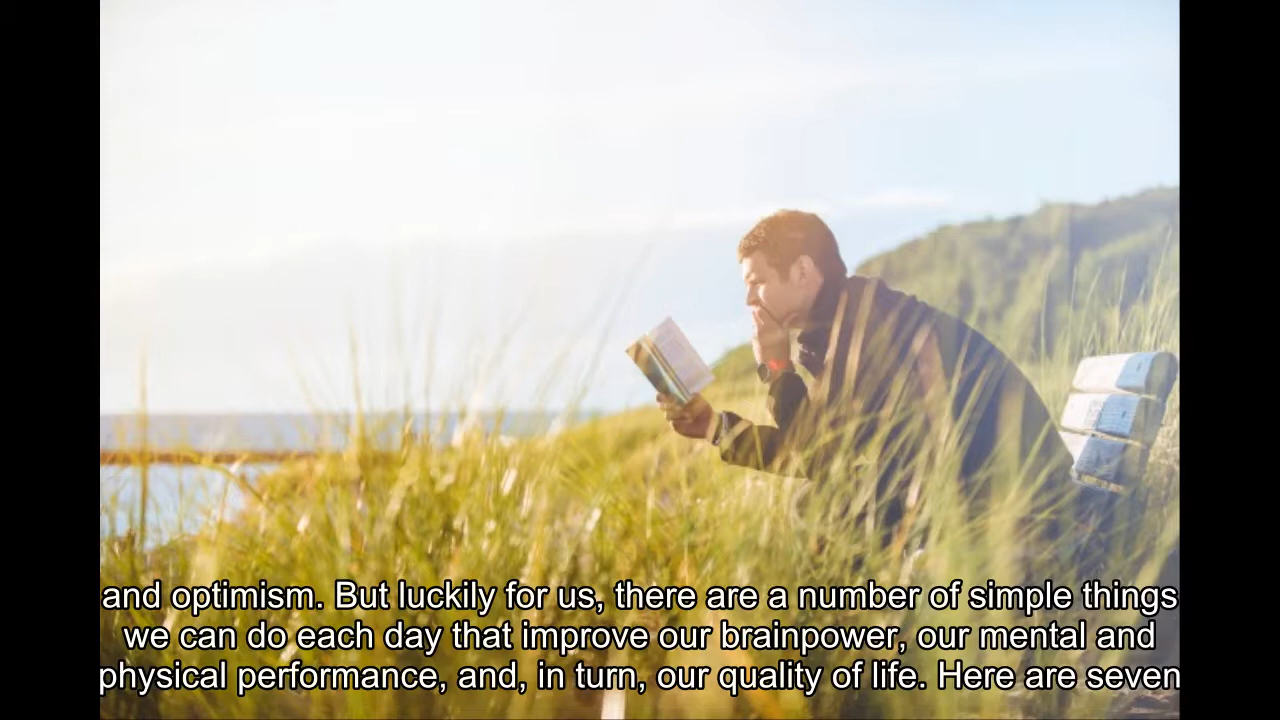 and optimism. But luckily for us, there are a number of simple things
we can do each day that improve our brainpower, our mental and
physical performance, and, in turn, our quality of life. Here are seven